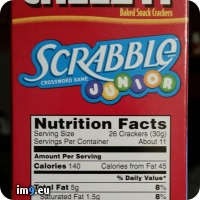 Baked Snack Crackers
SCRABBLE
CROSSWORD GAME
JUNIOR
Nutrition Facts
Serving Size 26 Crackers (30g)
Servings Per Container About 11
Amount Per Serving
Calories 140 Calories from Fat 45
% Daily Value*
Fat 5g 8%
Saturated Fat 1.5g 8%
im9.eu